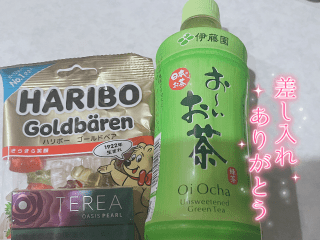 HARIBO
Goldbären
ハリボー ゴールドベア
1922年
生まれ
TEREA
OASIS PEARL
伊藤園
お〜いお茶
緑茶
Oi Ocha
Unsweetened
Green Tea
差し入れ
ありがとう